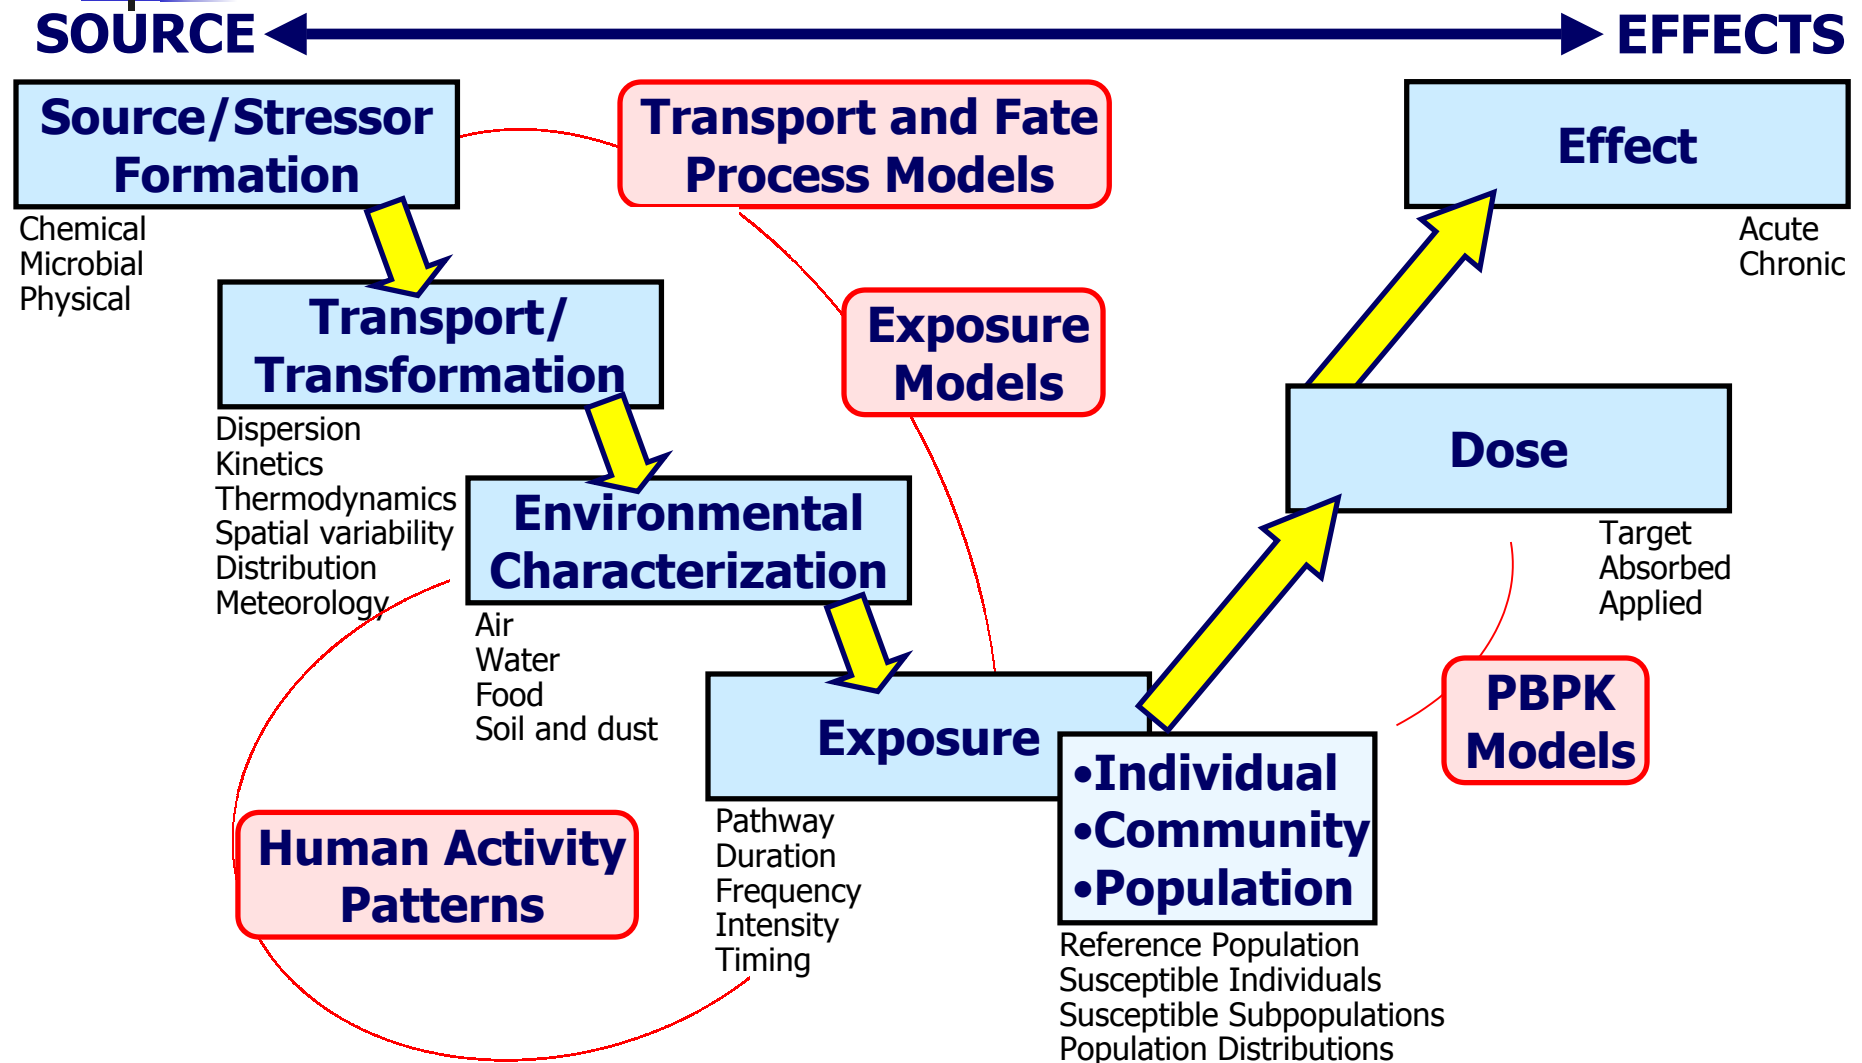 SOURCE
EFFECTS
Source/Stressor
Formation
Chemical
Microbial
Physical
Transport and Fate
Process Models
Effect
Acute
Chronic
Transport/
Transformation
Dispersion
Kinetics
Thermodynamics
Spatial variability
Distribution
Meteorology
Exposure
Models
Dose
Target
Absorbed
Applied
Environmental
Characterization
Air
Water
Food
Soil and dust
PBPK
Models
Exposure
Pathway
Duration
Frequency
Intensity
Timing
•Individual
•Community
•Population
Reference Population
Susceptible Individuals
Susceptible Subpopulations
Population Distributions
Human Activity
Patterns